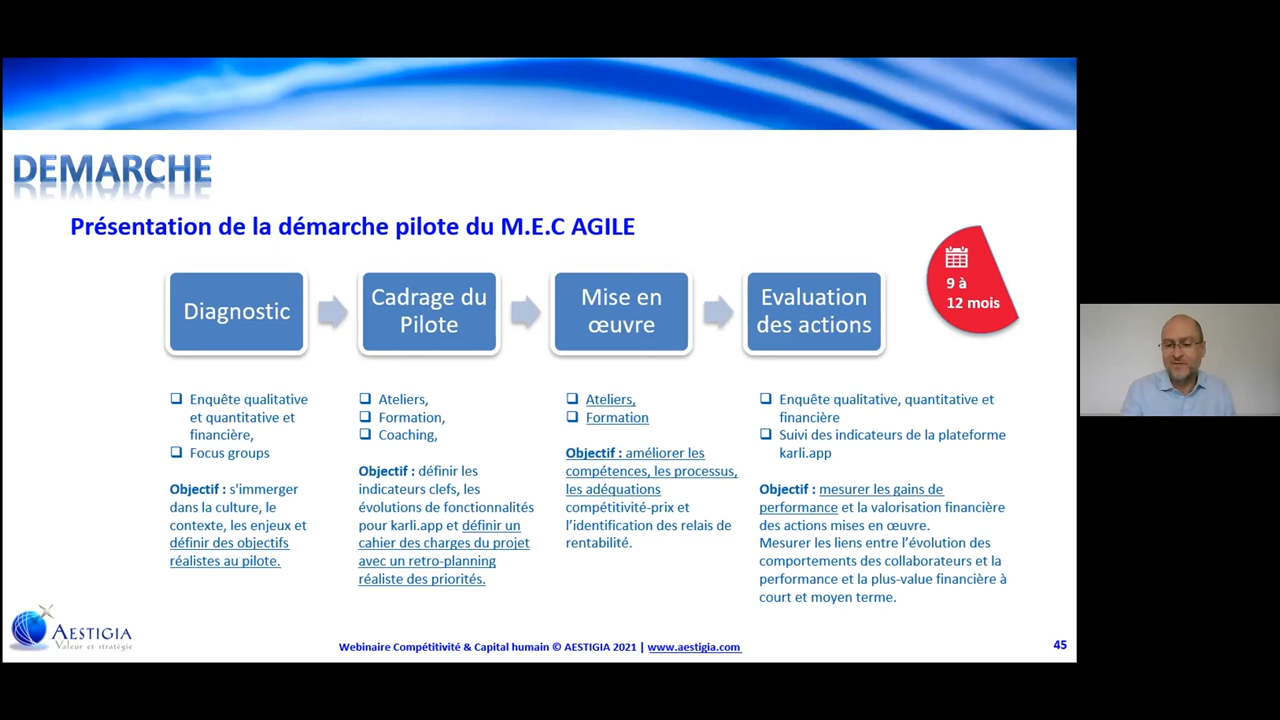 DEMARCHE
Présentation de la démarche pilote du M.E.C AGILE
9 à
12 mois
Diagnostic
Cadrage du
Pilote
Mise en
œuvre
Evaluation
des actions
Enquête qualitative
et quantitative et
financière,
Focus groups
Objectif : s'immerger
dans la culture, le
contexte, les enjeux et
définir des objectifs
réalistes au pilote.
Ateliers,
Formation,
Coaching,
Objectif : définir les
indicateurs clefs, les
évolutions de fonctionnalités
pour karli.app et définir un
cahier des charges du projet
avec un retro-planning
réaliste des priorités.
Ateliers,
Formation
Objectif : améliorer les
compétences, les processus,
les adéquations
compétitivité-prix et
l’identification des relais de
rentabilité.
Enquête qualitative, quantitative et
financière
Suivi des indicateurs de la plateforme
karli.app
Objectif : mesurer les gains de
performance et la valorisation financière
des actions mises en œuvre.
Mesurer les liens entre l’évolution des
comportements des collaborateurs et la
performance et la plus-value financière à
court et moyen terme.
AESTIGIA
Valeur et stratégie
Webinaire Compétitivité & Capital humain © AESTIGIA 2021 | www.aestigia.com
45